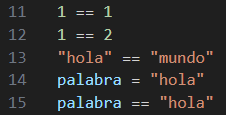 11 1 == 1
12 1 == 2
13 "hola" == "mundo"
14 palabra = "hola"
15 palabra == "hola"